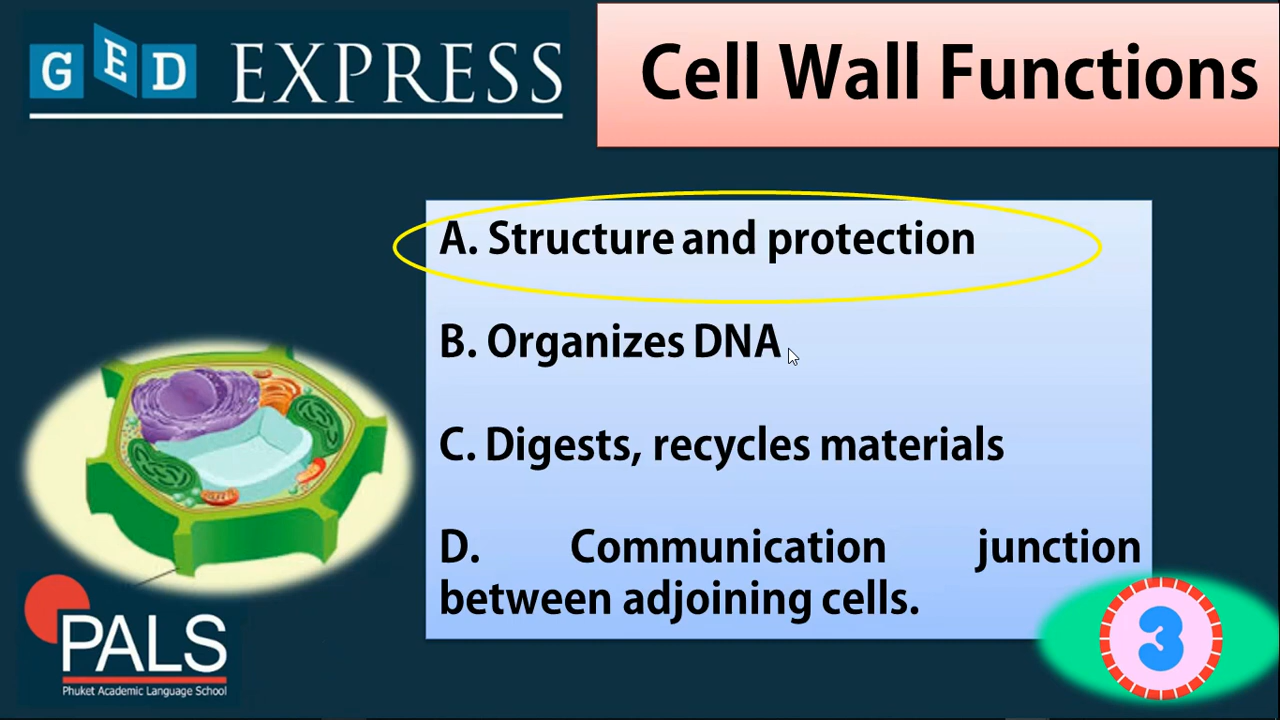 GED EXPRESS
Cell Wall Functions
A. Structure and protection
B. Organizes DNA
C. Digests, recycles materials
D. Communication junction
between adjoining cells.
3
PALS
Phuket Academic Language School